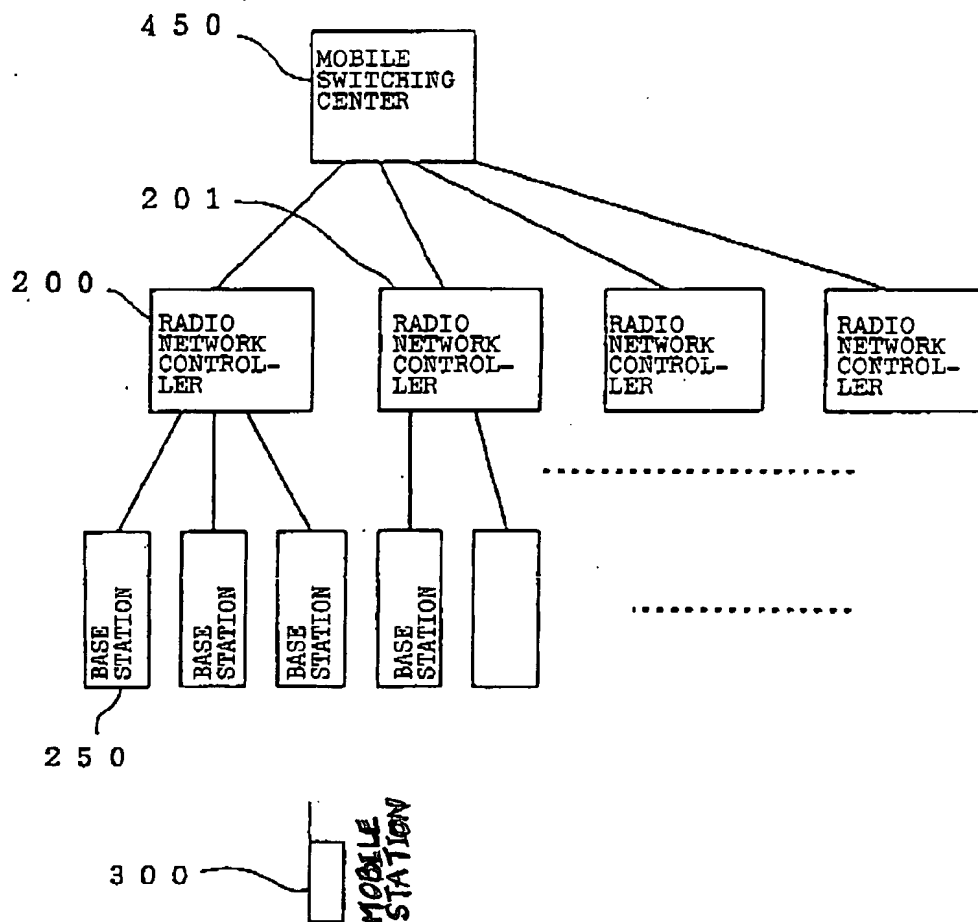 450
MOBILE
SWITCHING
CENTER
201
200
RADIO
NETWORK
CONTROL-
LER
RADIO
NETWORK
CONTROL-
LER
RADIO
NETWORK
CONTROL-
LER
RADIO
NETWORK
CONTROL-
LER
BASE
STATION
BASE
STATION
BASE
STATION
BASE
STATION
250
300
MOBILE
STATION